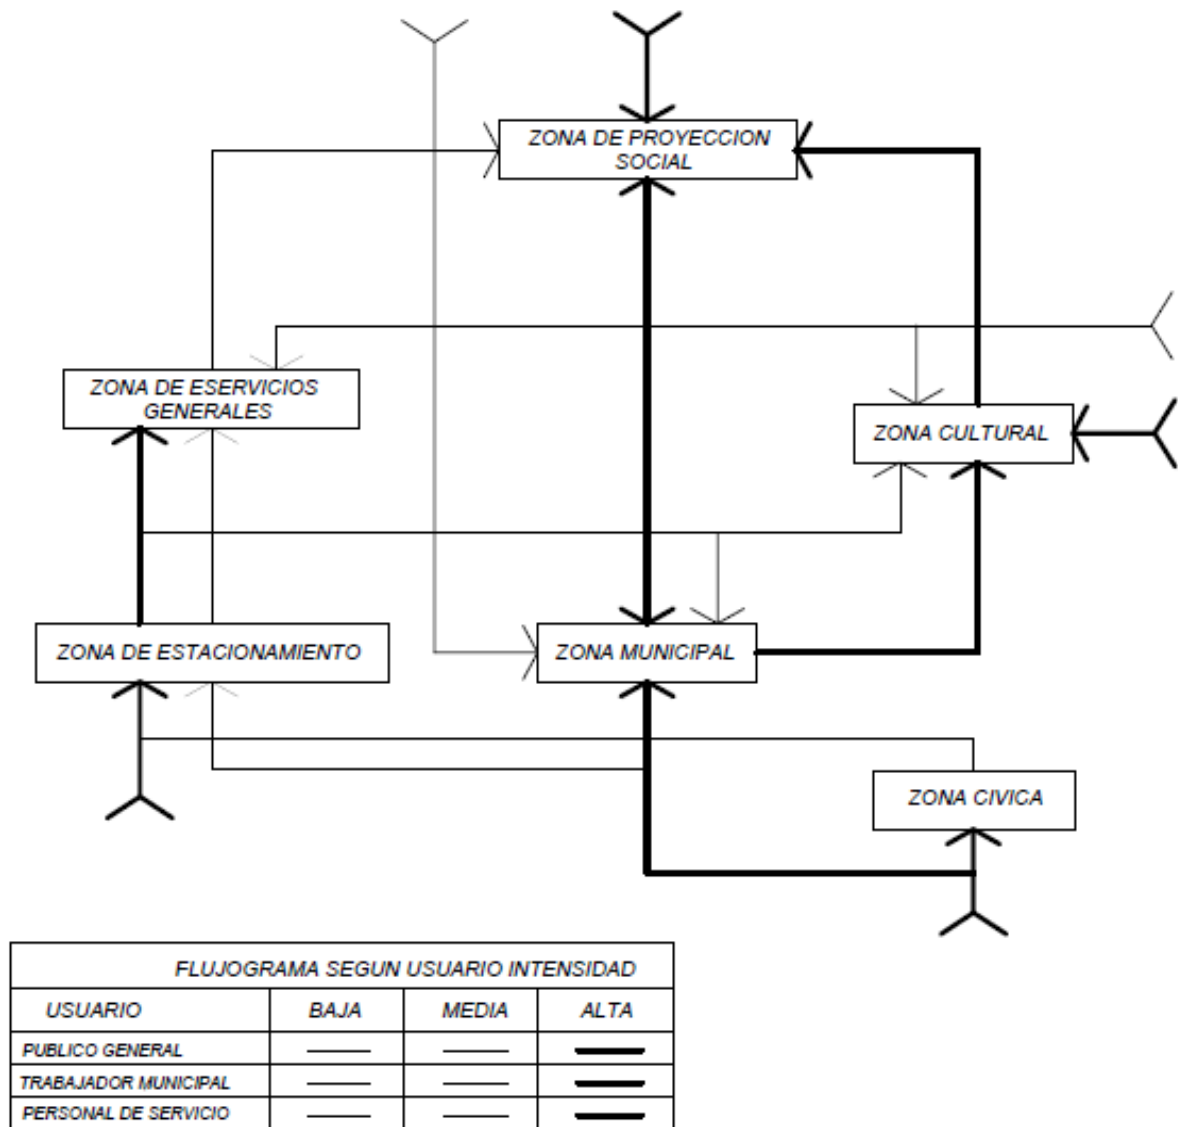 ZONA DE PROYECCION
SOCIAL
ZONA DE ESERVICIOS
GENERALES
ZONA CULTURAL
ZONA DE ESTACIONAMIENTO
ZONA MUNICIPAL
ZONA CIVICA
FLUJOGRAMA SEGUN USUARIO INTENSIDAD
USUARIO BAJA MEDIA ALTA
PUBLICO GENERAL
TRABAJADOR MUNICIPAL
PERSONAL DE SERVICIO